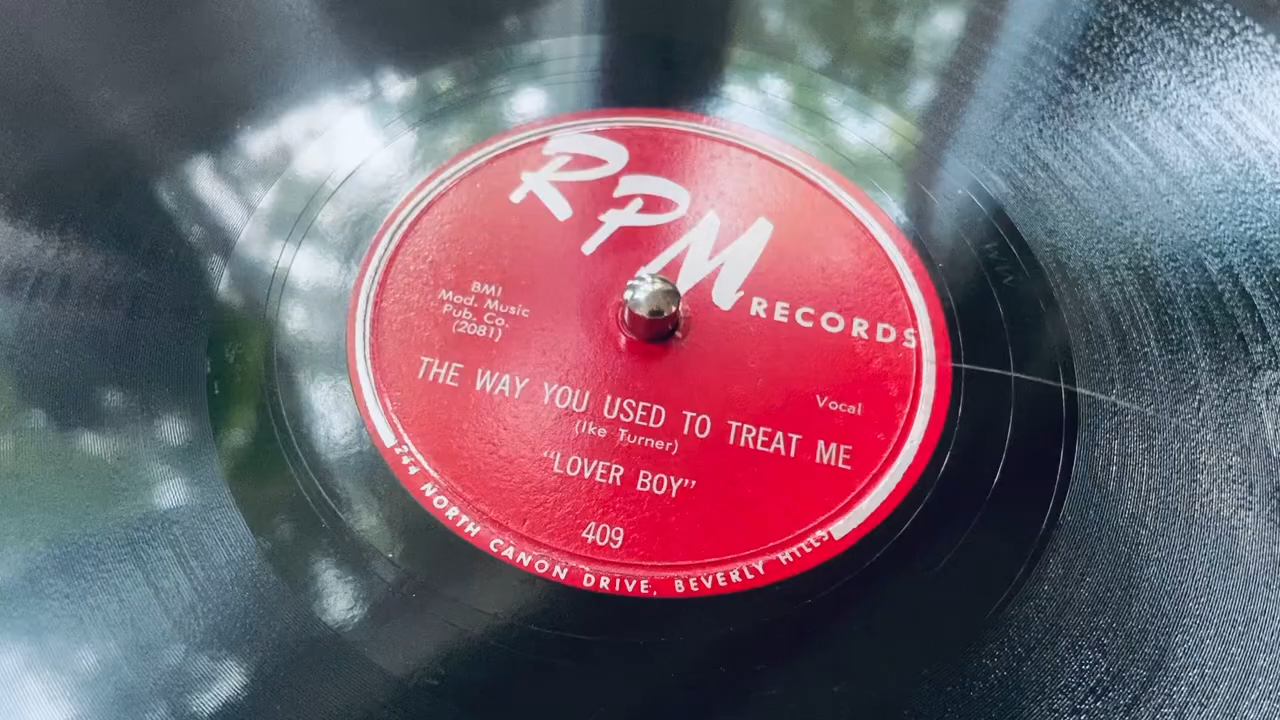 RPM RECORDS
BMI
Mod. Music
Pub. Co.
(2081)
Vocal
THE WAY YOU USED TO TREAT ME
(Ike Turner)
"LOVER BOY"
409
244 NORTH CANON DRIVE, BEVERLY HILLS